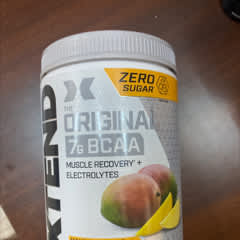 ZERO
SUGAR
XTEND
THE
ORIGINAL
7g BCAA
MUSCLE RECOVERY* +
ELECTROLYTES